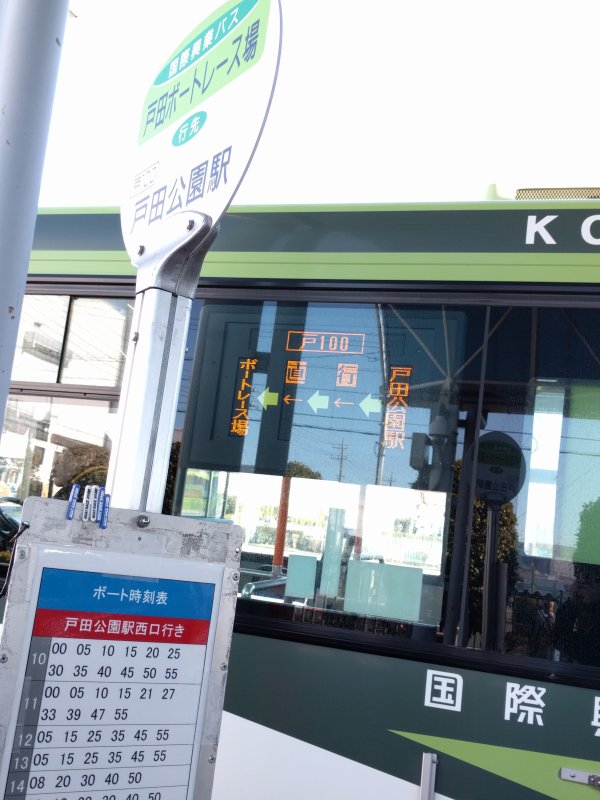 国際興業バス
戸田ボートレース場
行先
戸田公園駅
KO
戸100
直行
ボートレース場
戸田公園駅
国際
ボート時刻表
戸田公園駅西口行き
10 00 05 10 15 20 25
30 35 40 45 50 55
11 00 05 10 15 21 27
33 39 47 55
12 05 15 25 35 45 55
13 05 15 25 35 45 55
14 08 20 30 40 50